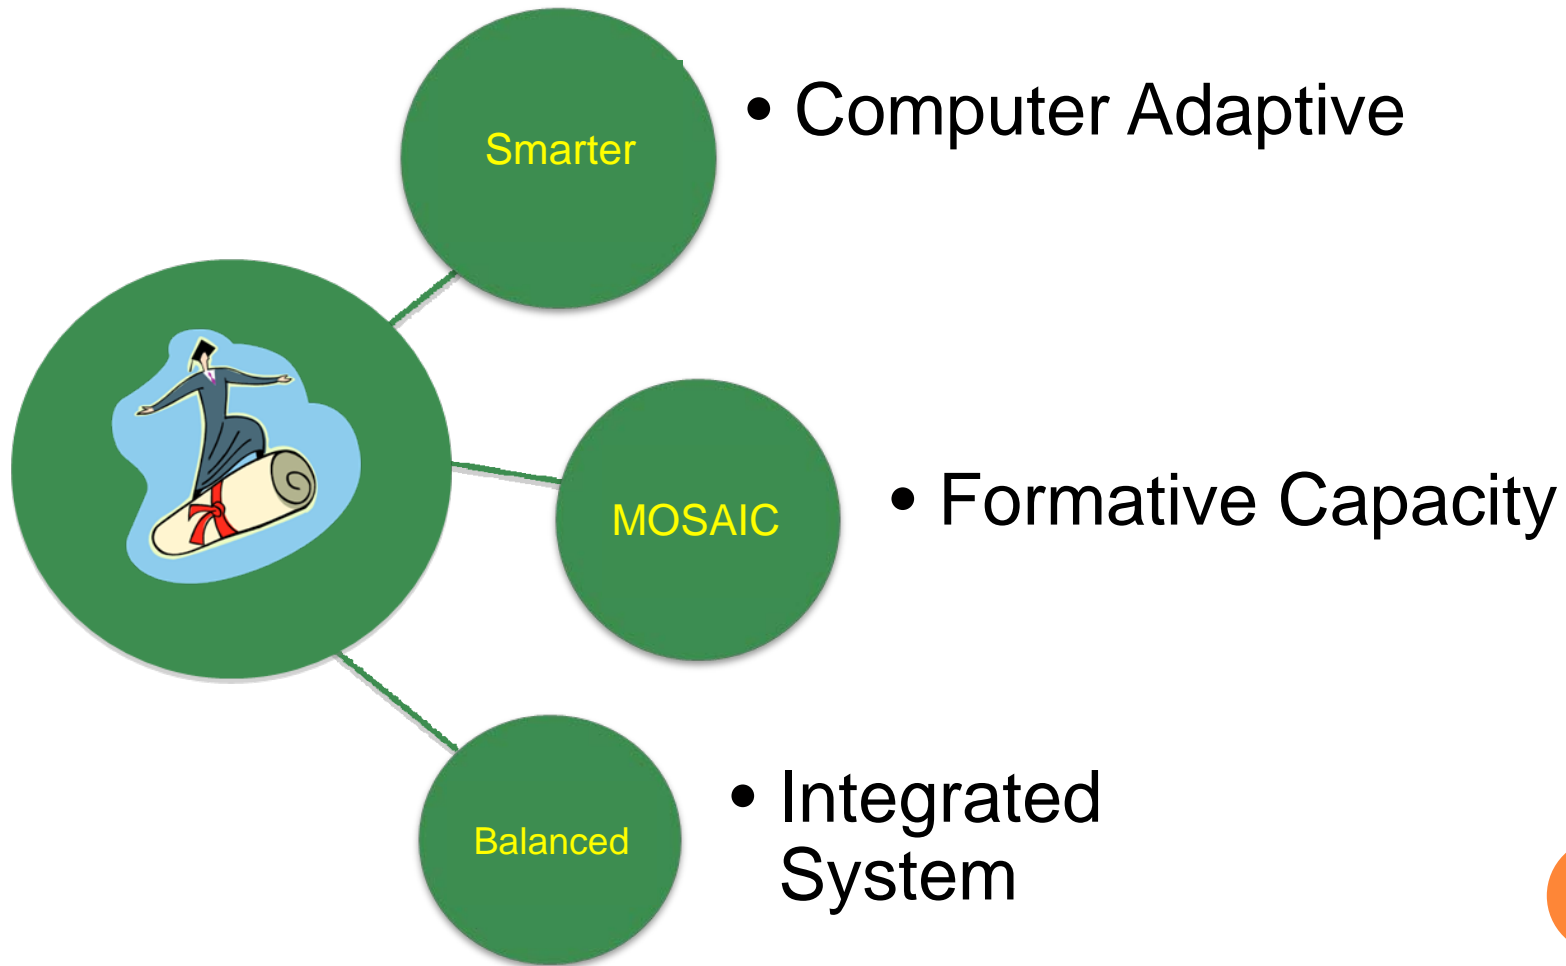 Smarter
• Computer Adaptive
MOSAIC
• Formative Capacity
Balanced
• Integrated
System